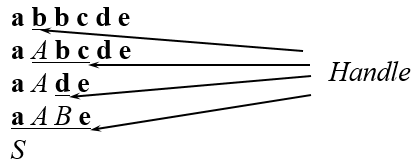 a b b c d e
a A b c d e
a A d e
a A B e
S
Handle